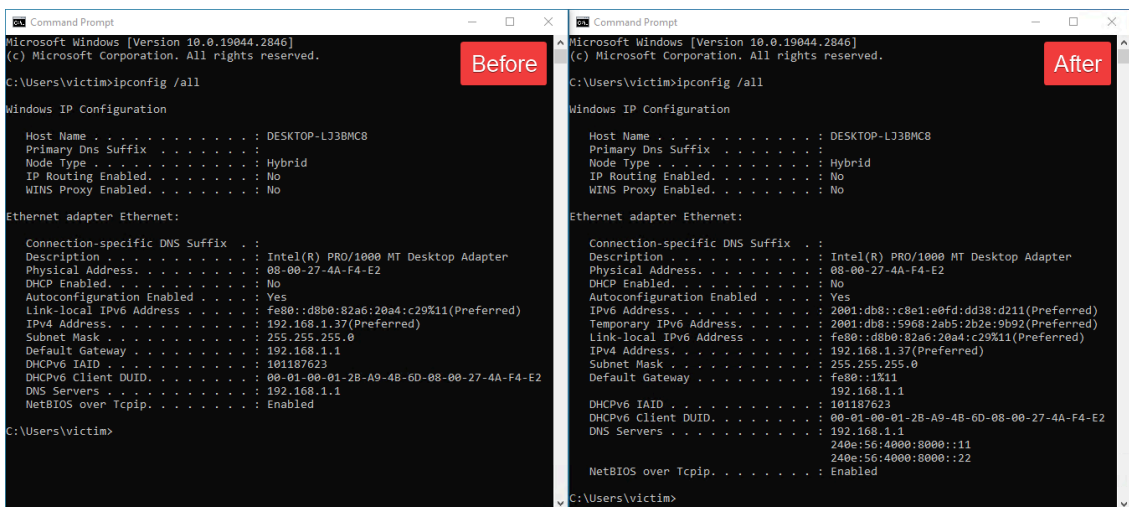 Command Prompt
Microsoft Windows [Version 10.0.19044.2846]
(c) Microsoft Corporation. All rights reserved.
Before
C:\Users\victim>ipconfig /all
Windows IP Configuration
Host Name . . . . . . . . . . . . : DESKTOP-LJ3BMC8
Primary Dns Suffix  . . . . . . . :
Node Type . . . . . . . . . . . . : Hybrid
IP Routing Enabled. . . . . . . . : No
WINS Proxy Enabled. . . . . . . . : No
Ethernet adapter Ethernet:
Connection-specific DNS Suffix  . :
Description . . . . . . . . . . . : Intel(R) PRO/1000 MT Desktop Adapter
Physical Address. . . . . . . . . : 08-00-27-4A-F4-E2
DHCP Enabled. . . . . . . . . . . : No
Autoconfiguration Enabled . . . . : Yes
Link-local IPv6 Address . . . . . : fe80::d8b0:82a6:20a4:c29%11(Preferred)
IPv4 Address. . . . . . . . . . . : 192.168.1.37(Preferred)
Subnet Mask . . . . . . . . . . . : 255.255.255.0
Default Gateway . . . . . . . . . : 192.168.1.1
DHCPv6 IAID . . . . . . . . . . . : 101187623
DHCPv6 Client DUID. . . . . . . . : 00-01-00-01-2B-A9-4B-6D-08-00-27-4A-F4-E2
DNS Servers . . . . . . . . . . . : 192.168.1.1
NetBIOS over Tcpip. . . . . . . . : Enabled
C:\Users\victim>
Command Prompt
Microsoft Windows [Version 10.0.19044.2846]
(c) Microsoft Corporation. All rights reserved.
After
C:\Users\victim>ipconfig /all
Windows IP Configuration
Host Name . . . . . . . . . . . . : DESKTOP-LJ3BMC8
Primary Dns Suffix  . . . . . . . :
Node Type . . . . . . . . . . . . : Hybrid
IP Routing Enabled. . . . . . . . : No
WINS Proxy Enabled. . . . . . . . : No
Ethernet adapter Ethernet:
Connection-specific DNS Suffix  . :
Description . . . . . . . . . . . : Intel(R) PRO/1000 MT Desktop Adapter
Physical Address. . . . . . . . . : 08-00-27-4A-F4-E2
DHCP Enabled. . . . . . . . . . . : No
Autoconfiguration Enabled . . . . : Yes
IPv6 Address. . . . . . . . . . . : 2001:db8::c8e1:e0fd:dd38:d211(Preferred)
Temporary IPv6 Address. . . . . . : 2001:db8::5968:2ab5:2b2e:9b92(Preferred)
Link-local IPv6 Address . . . . . : fe80::d8b0:82a6:20a4:c29%11(Preferred)
IPv4 Address. . . . . . . . . . . : 192.168.1.37(Preferred)
Subnet Mask . . . . . . . . . . . : 255.255.255.0
Default Gateway . . . . . . . . . : fe80::1%11
192.168.1.1
DHCPv6 IAID . . . . . . . . . . . : 101187623
DHCPv6 Client DUID. . . . . . . . : 00-01-00-01-2B-A9-4B-6D-08-00-27-4A-F4-E2
DNS Servers . . . . . . . . . . . : 192.168.1.1
240e:56:4000:8000::11
240e:56:4000:8000::22
NetBIOS over Tcpip. . . . . . . . : Enabled
C:\Users\victim>